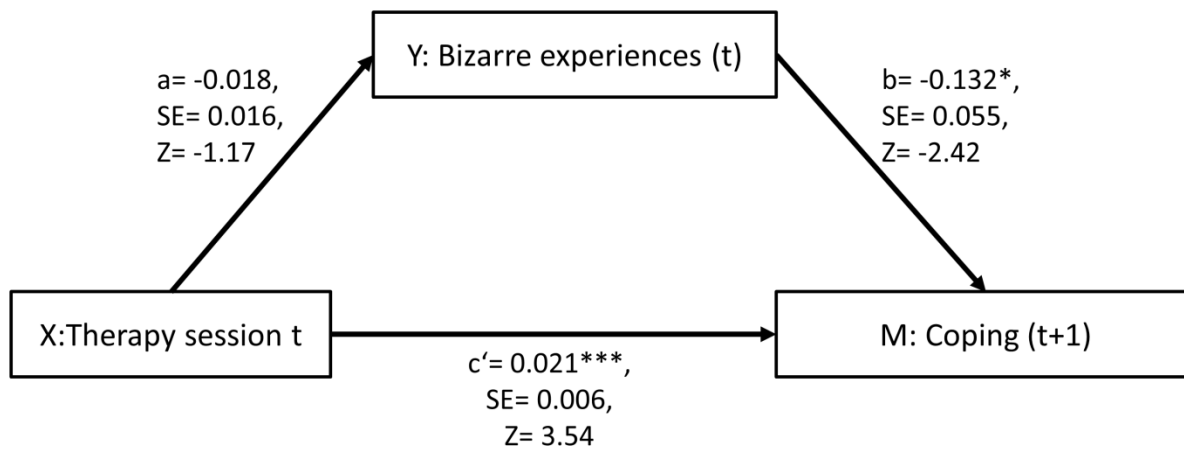 Y: Bizarre experiences (t)
a= -0.018,
SE= 0.016,
Z= -1.17
b= -0.132*,
SE= 0.055,
Z= -2.42
X:Therapy session t
M: Coping (t+1)
c‘= 0.021***,
SE= 0.006,
Z= 3.54